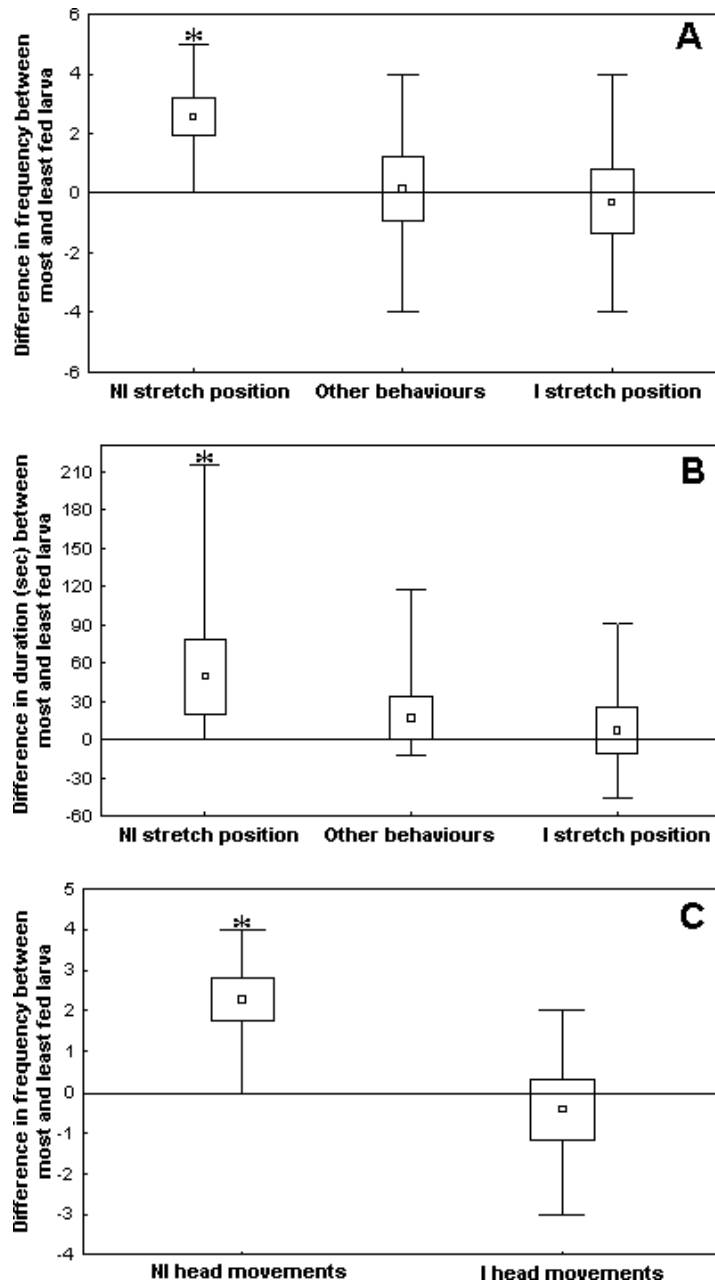 A
Difference in frequency between
most and least fed larva
6
4
2
0
-2
-4
-6
*
NI stretch position
Other behaviours
I stretch position
B
Difference in duration (sec) between
most and least fed larva
210
180
150
120
90
60
30
0
-30
-60
*
NI stretch position
Other behaviours
I stretch position
C
Difference in frequency between
most and least fed larva
5
4
3
2
1
0
-1
-2
-3
-4
*
NI head movements
I head movements